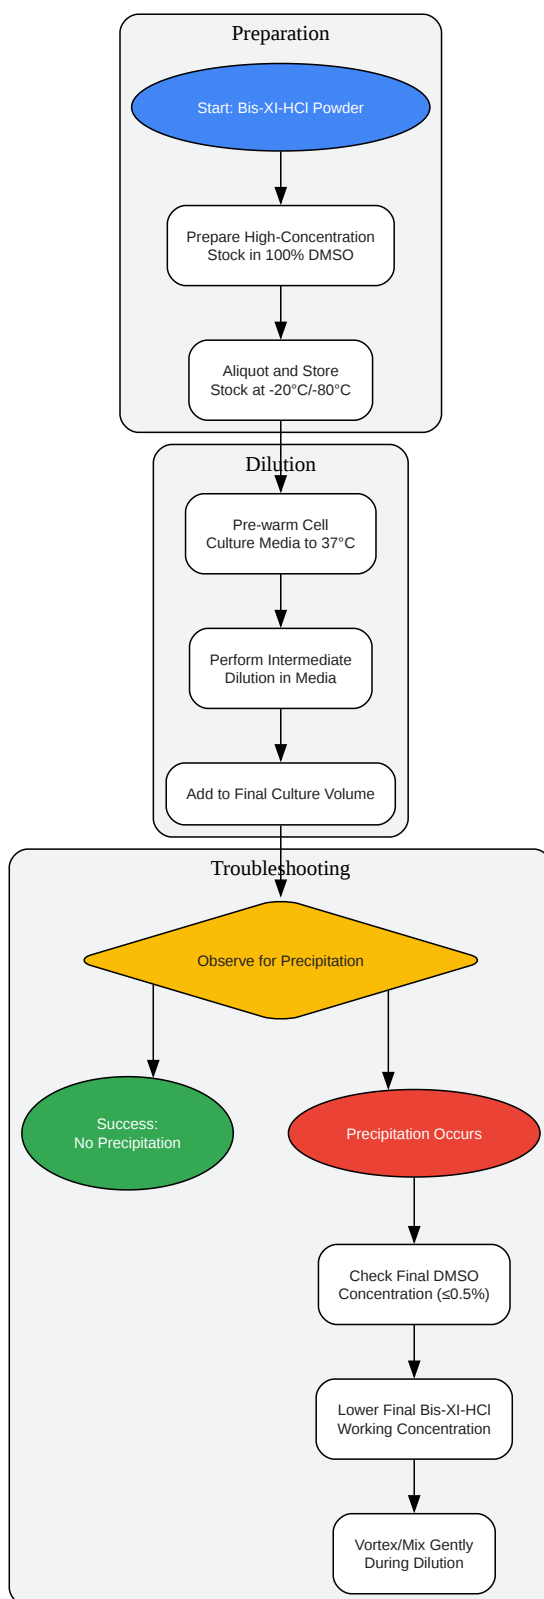 Preparation
Start: Bis-XI-HCl Powder
Prepare High-Concentration
Stock in 100% DMSO
Aliquot and Store
Stock at -20°C/-80°C
Dilution
Pre-warm Cell
Culture Media to 37°C
Perform Intermediate
Dilution in Media
Add to Final Culture Volume
Troubleshooting
Observe for Precipitation
Success:
No Precipitation
Precipitation Occurs
Check Final DMSO
Concentration (≤0.5%)
Lower Final Bis-XI-HCl
Working Concentration
Vortex/Mix Gently
During Dilution